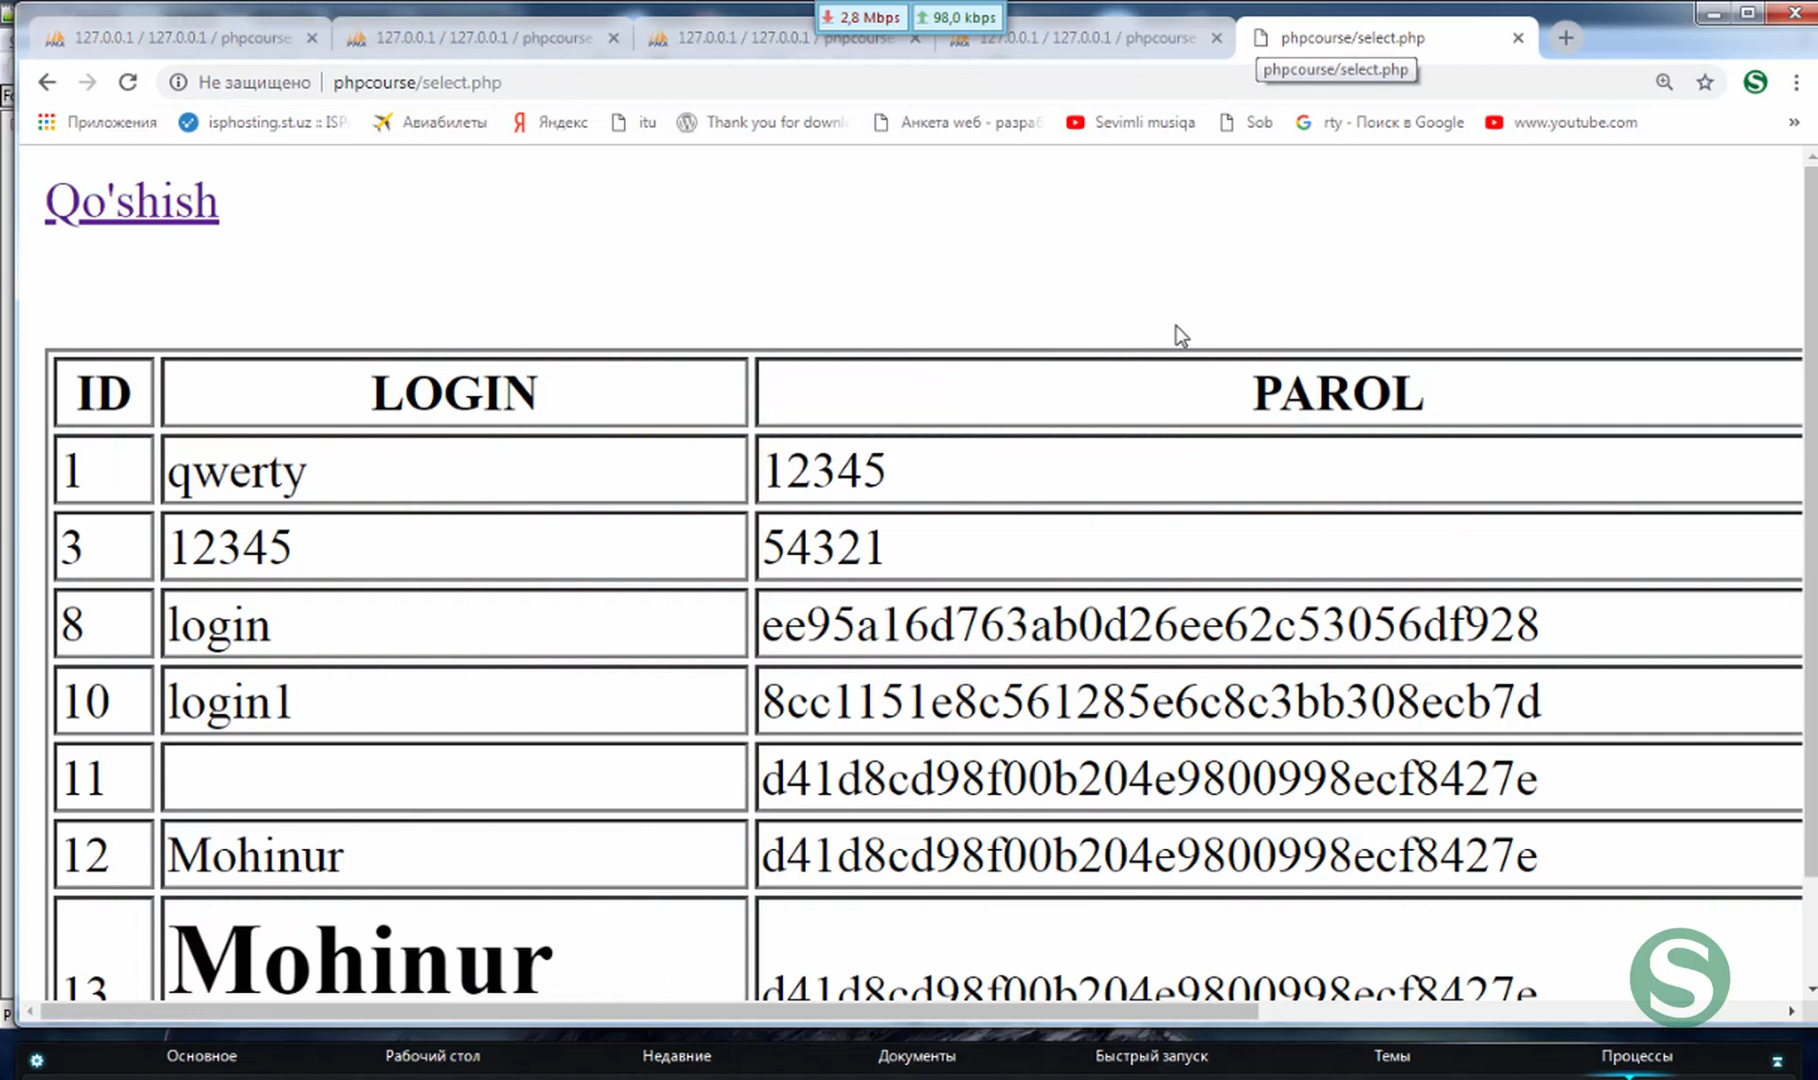 2,8 Mbps 98,0 kbps
127.0.0.1 / 127.0.0.1 / phpcourse 127.0.0.1 / 127.0.0.1 / phpcourse 127.0.0.1 / 127.0.0.1 / phpcourse 127.0.0.1 / 127.0.0.1 / phpcourse phpcourse/select.php
phpcourse/select.php
Не защищено phpcourse/select.php
Приложения isphosting.st.uz :: ISP Авиабилеты Яндекс itu Thank you for downl Анкета wеб - разраб Sevimli musiqa Sob rty - Поиск в Google www.youtube.com
Qo'shish
ID LOGIN PAROL
1 qwerty 12345
3 12345 54321
8 login ee95a16d763ab0d26ee62c53056df928
10 login1 8cc1151e8c561285e6c8c3bb308ecb7d
11 d41d8cd98f00b204e9800998ecf8427e
12 Mohinur d41d8cd98f00b204e9800998ecf8427e
13 Mohinur d41d8cd98f00b204e9800998ecf8427e
S
Основное Рабочий стол Недавние Документы Быстрый запуск Темы Процессы